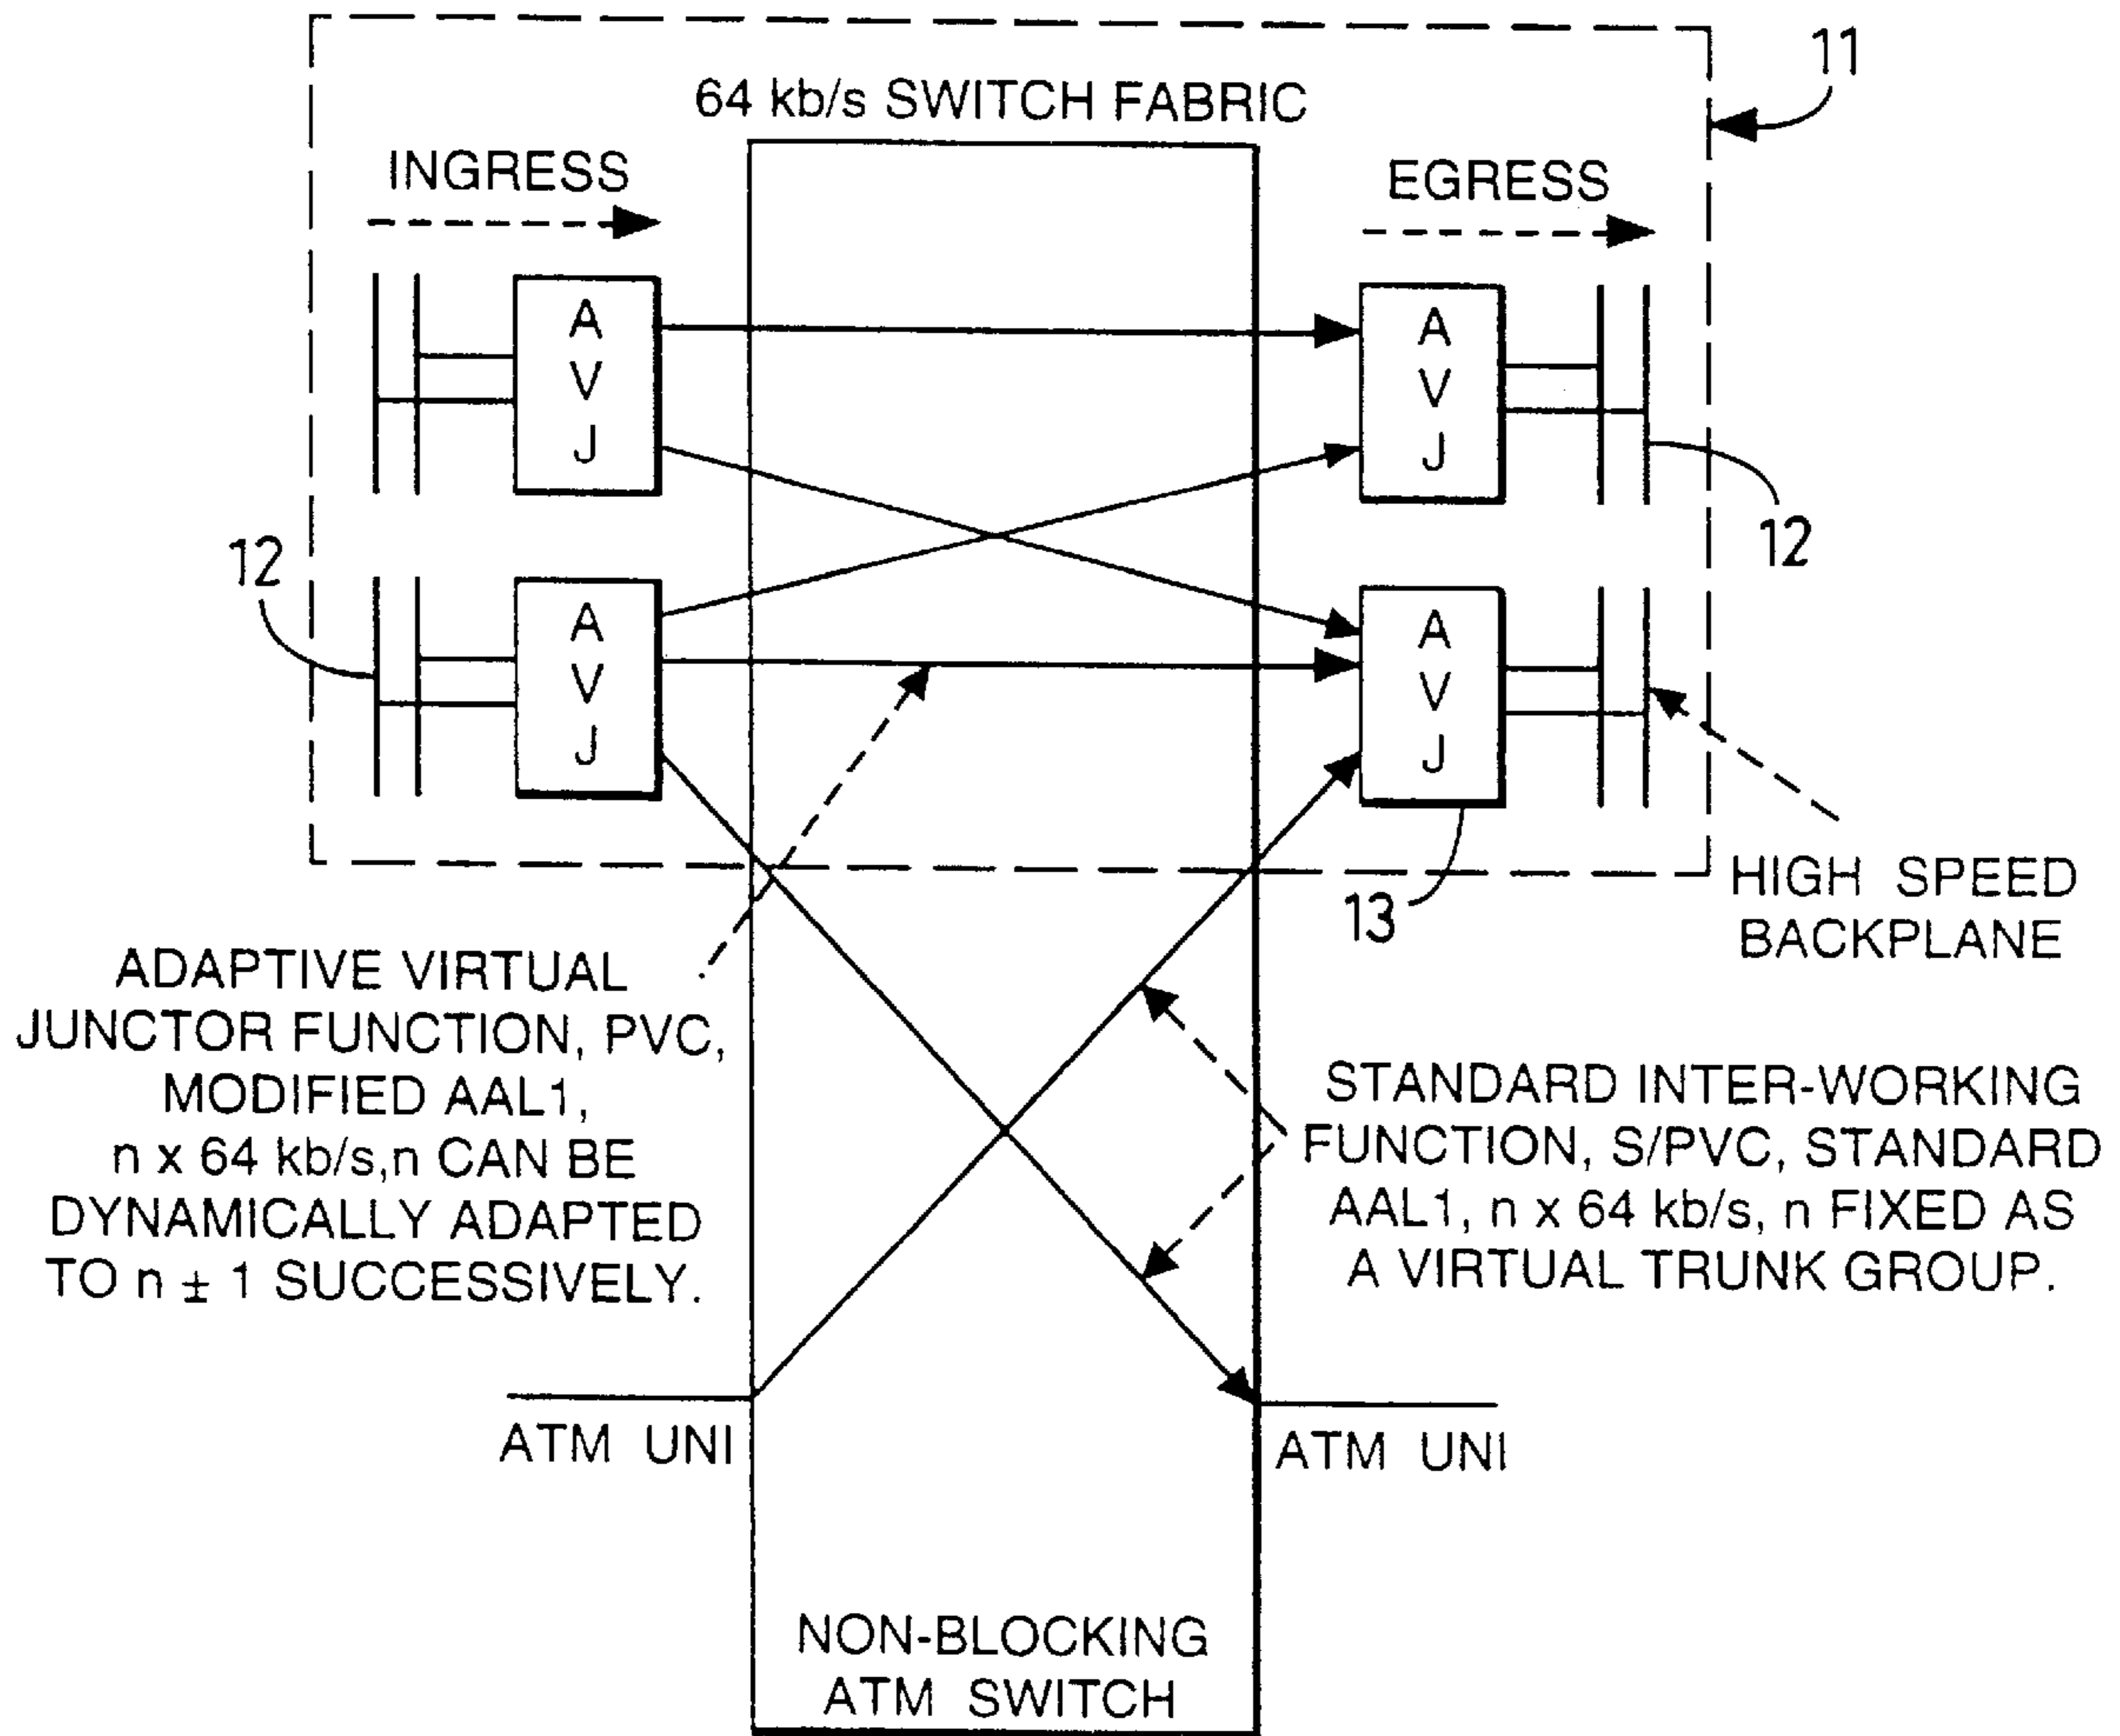 11
64 kb/s SWITCH FABRIC
INGRESS
EGRESS
A
V
J
A
V
J
12
12
A
V
J
A
V
J
13
HIGH SPEED
BACKPLANE
ADAPTIVE VIRTUAL
JUNCTOR FUNCTION, PVC,
MODIFIED AAL1,
n x 64 kb/s,n CAN BE
DYNAMICALLY ADAPTED
TO n ± 1 SUCCESSIVELY.
STANDARD INTER-WORKING
FUNCTION, S/PVC, STANDARD
AAL1, n x 64 kb/s, n FIXED AS
A VIRTUAL TRUNK GROUP.
ATM UNI
ATM UNI
NON-BLOCKING
ATM SWITCH